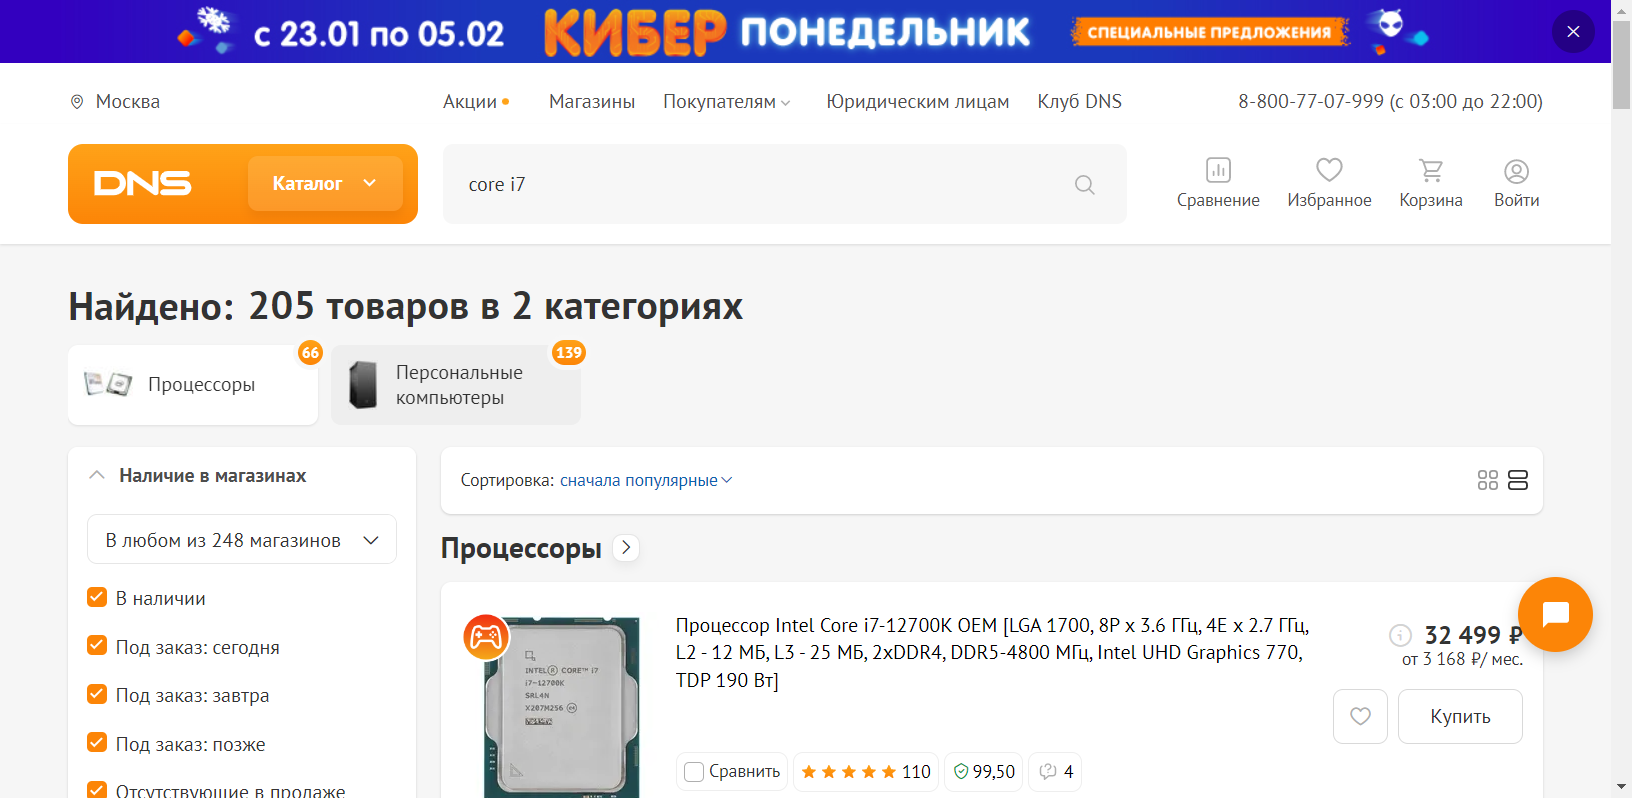 с 23.01 по 05.02
КИБЕР ПОНЕДЕЛЬНИК
СПЕЦИАЛЬНЫЕ ПРЕДЛОЖЕНИЯ
Москва
Акции
Магазины
Покупателям
Юридическим лицам
Клуб DNS
8-800-77-07-999 (с 03:00 до 22:00)
DNS
Каталог
core i7
Сравнение
Избранное
Корзина
Войти
Найдено: 205 товаров в 2 категориях
Процессоры
66
Персональные
компьютеры
139
Наличие в магазинах
В любом из 248 магазинов
В наличии
Под заказ: сегодня
Под заказ: завтра
Под заказ: позже
Отсутствующие в продаже
Сортировка: сначала популярные
Процессоры
INTEL® CORE™ i7
i7-12700K
SRL4N
X207M256
Процессор Intel Core i7-12700K OEM [LGA 1700, 8P x 3.6 ГГц, 4E x 2.7 ГГц,
L2 - 12 МБ, L3 - 25 МБ, 2xDDR4, DDR5-4800 МГц, Intel UHD Graphics 770,
TDP 190 Вт]
32 499 ₽
от 3 168 ₽/ мес.
Купить
Сравнить
110
99,50
4